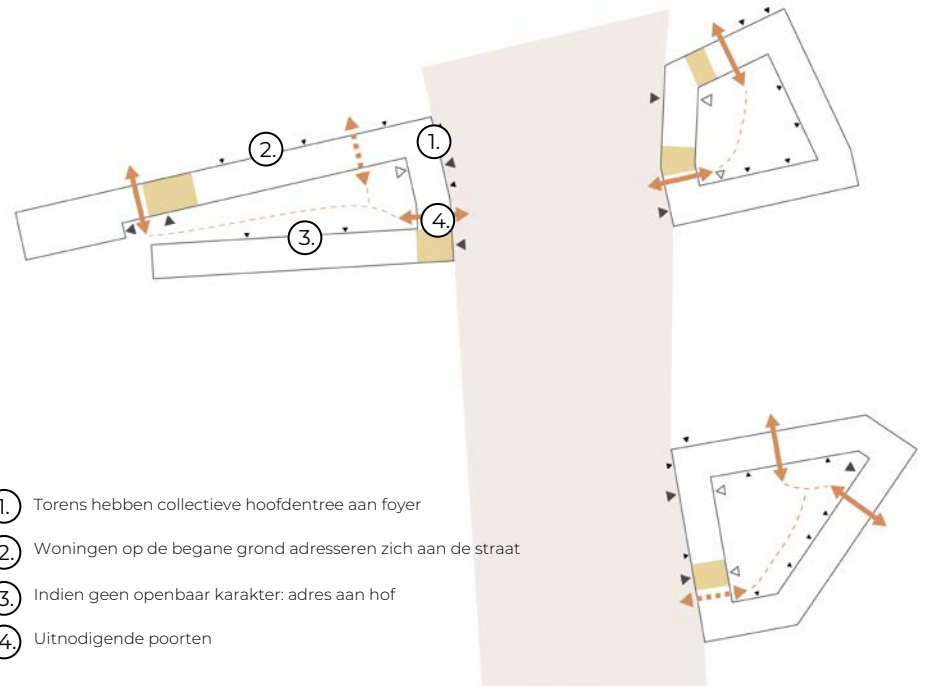 1.
2.
4.
3.
1. Torens hebben collectieve hoofdentree aan foyer
2. Woningen op de begane grond adresseren zich aan de straat
3. Indien geen openbaar karakter: adres aan hof
4. Uitnodigende poorten